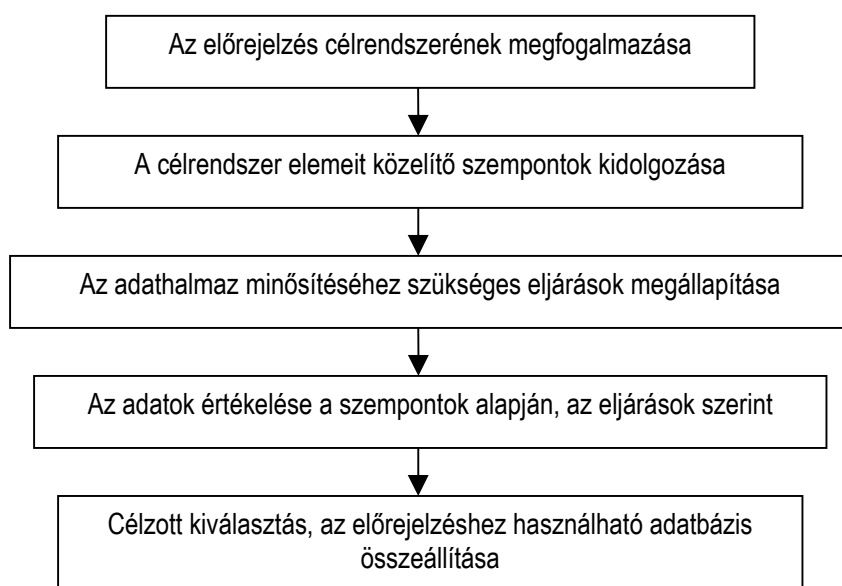 Az előrejelzés célrendszerének megfogalmazása
A célrendszer elemeit közelítő szempontok kidolgozása
Az adathalmaz minősítéséhez szükséges eljárások megállapítása
Az adatok értékelése a szempontok alapján, az eljárások szerint
Célzott kiválasztás, az előrejelzéshez használható adatbázis
összeállítása